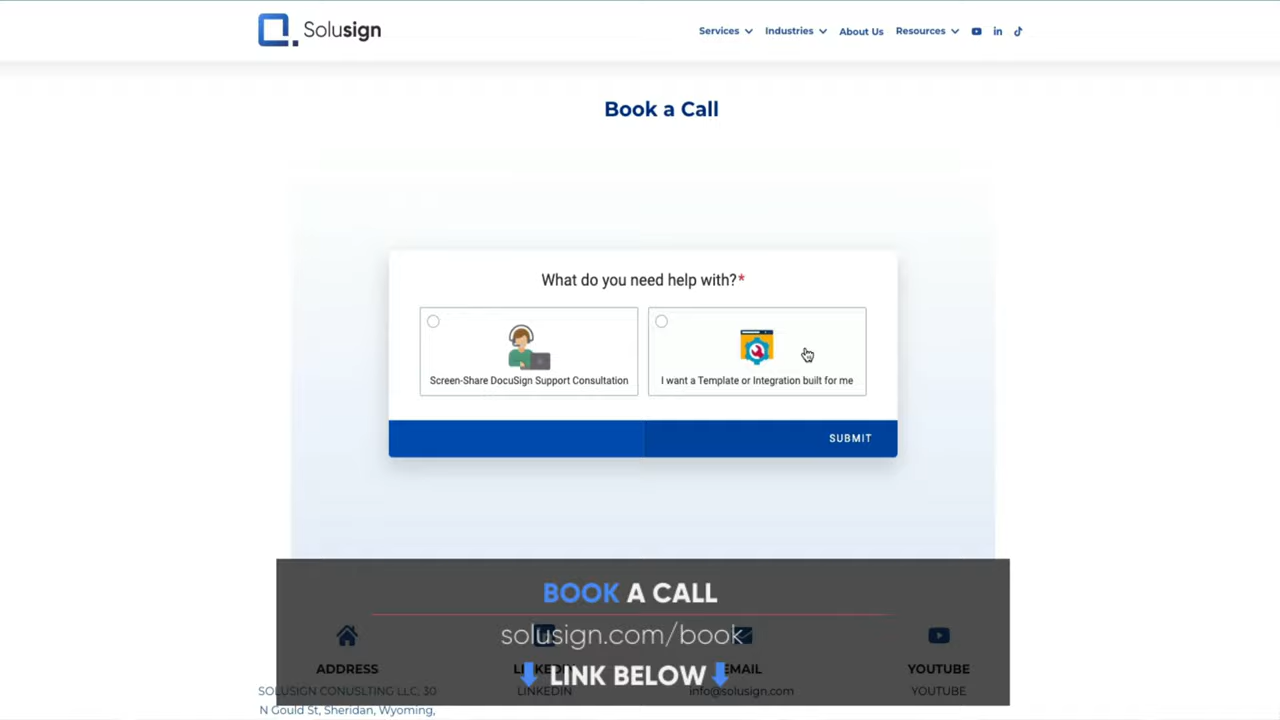 Solusign
Services Industries About Us Resources
Book a Call
What do you need help with?*
Screen-Share DocuSign Support Consultation
I want a Template or Integration built for me
SUBMIT
BOOK A CALL
solusign.com/book
LINK BELOW
ADDRESS
EMAIL
YOUTUBE
SOLUSIGN CONUSLTING LLC, 30
N Gould St, Sheridan, Wyoming,
LINKEDIN
info@solusign.com
YOUTUBE